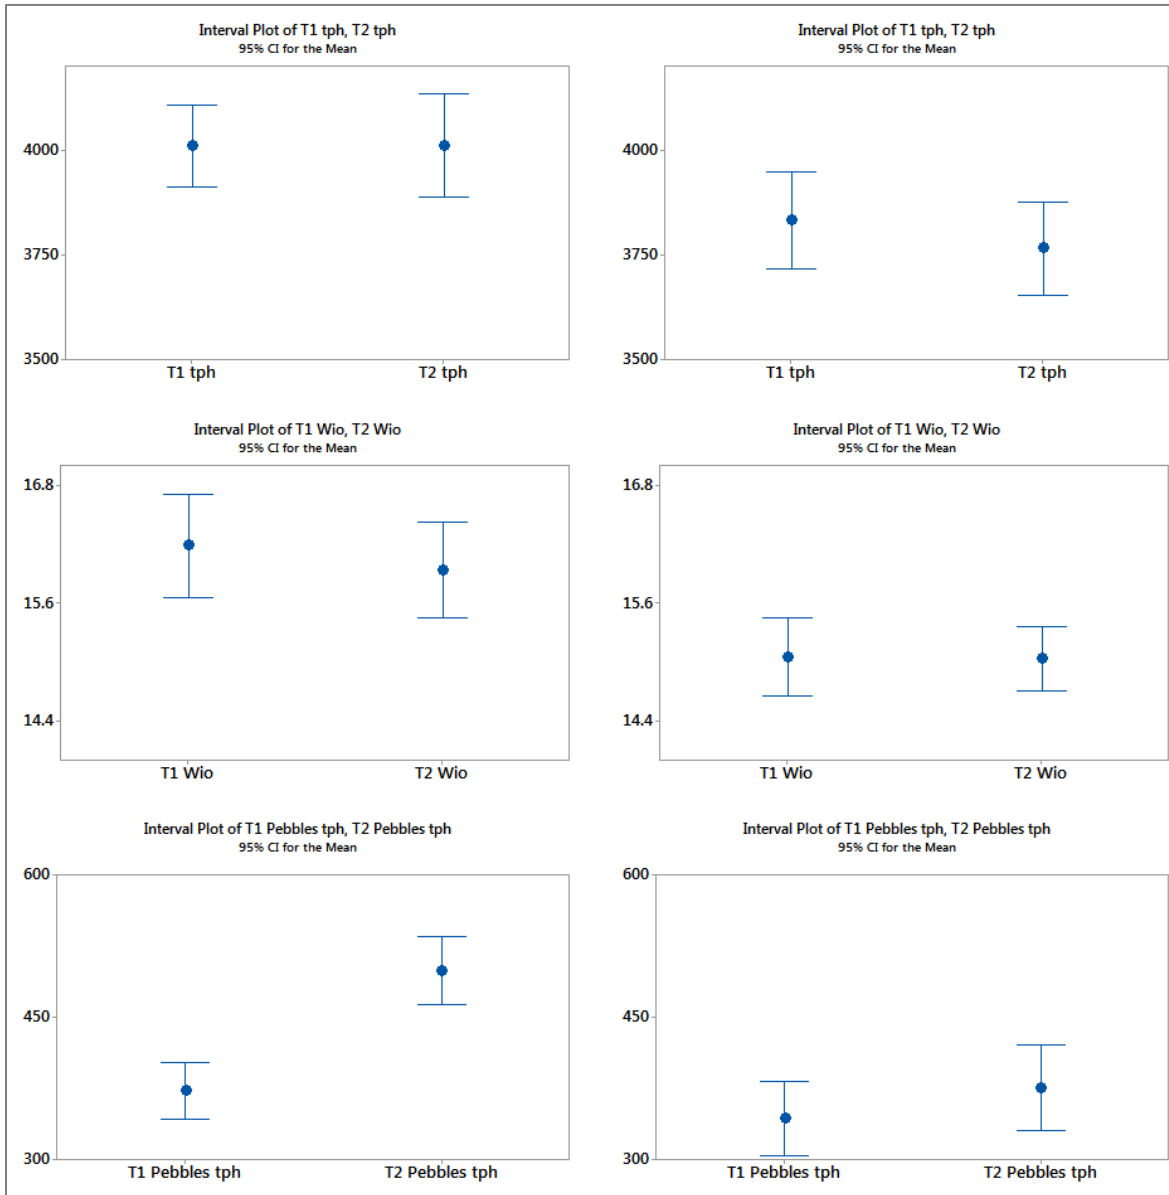 Interval Plot of T1 tph, T2 tph
95% CI for the Mean
4000
3750
3500
T1 tph
T2 tph
Interval Plot of T1 tph, T2 tph
95% CI for the Mean
4000
3750
3500
T1 tph
T2 tph
Interval Plot of T1 Wio, T2 Wio
95% CI for the Mean
16.8
15.6
14.4
T1 Wio
T2 Wio
Interval Plot of T1 Wio, T2 Wio
95% CI for the Mean
16.8
15.6
14.4
T1 Wio
T2 Wio
Interval Plot of T1 Pebbles tph, T2 Pebbles tph
95% CI for the Mean
600
450
300
T1 Pebbles tph
T2 Pebbles tph
Interval Plot of T1 Pebbles tph, T2 Pebbles tph
95% CI for the Mean
600
450
300
T1 Pebbles tph
T2 Pebbles tph